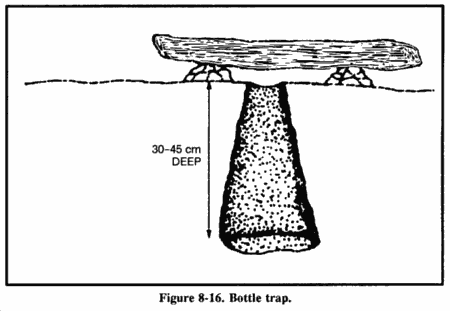 30–45 cm
DEEP
Figure 8-16. Bottle trap.